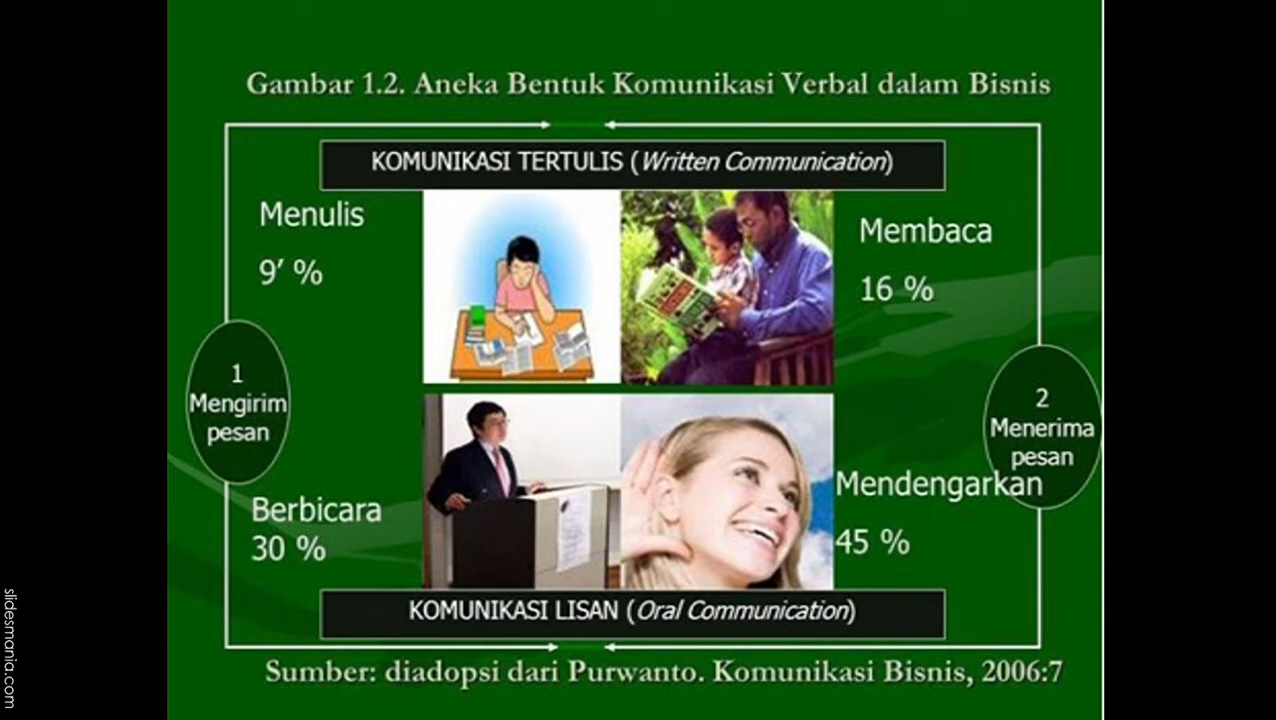 Gambar 1.2. Aneka Bentuk Komunikasi Verbal dalam Bisnis
KOMUNIKASI TERTULIS (Written Communication)
Menulis
9’ %
Membaca
16 %
1
Mengirim
pesan
2
Menerima
pesan
Berbicara
30 %
Mendengarkan
45 %
KOMUNIKASI LISAN (Oral Communication)
Sumber: diadopsi dari Purwanto. Komunikasi Bisnis, 2006:7
slidesmania.com